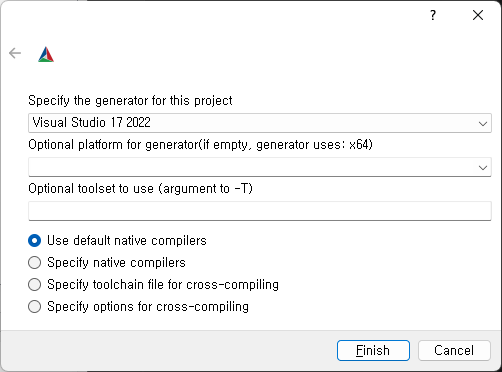 ?
Specify the generator for this project
Visual Studio 17 2022
Optional platform for generator(if empty, generator uses: x64)
Optional toolset to use (argument to -T)
Use default native compilers
Specify native compilers
Specify toolchain file for cross-compiling
Specify options for cross-compiling
Finish Cancel